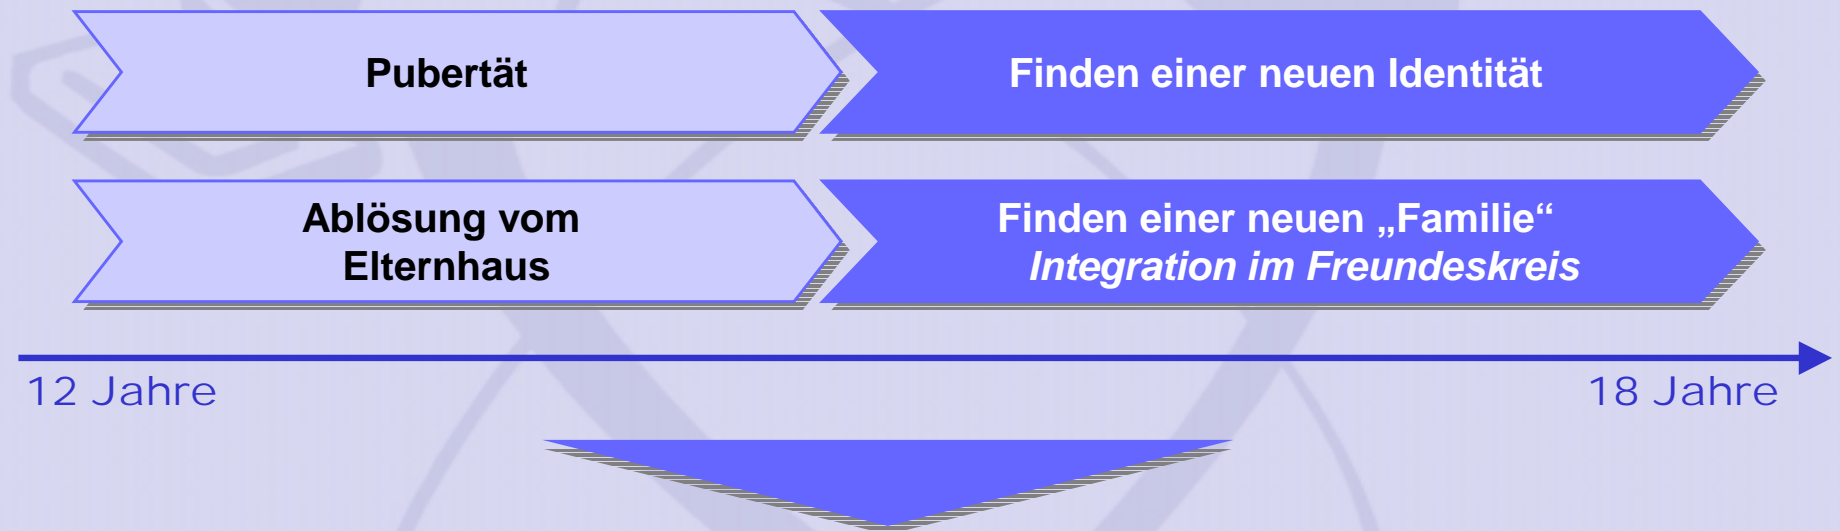 Pubertät
Finden einer neuen Identität
Ablösung vom
Elternhaus
Finden einer neuen „Familie“
Integration im Freundeskreis
12 Jahre
18 Jahre